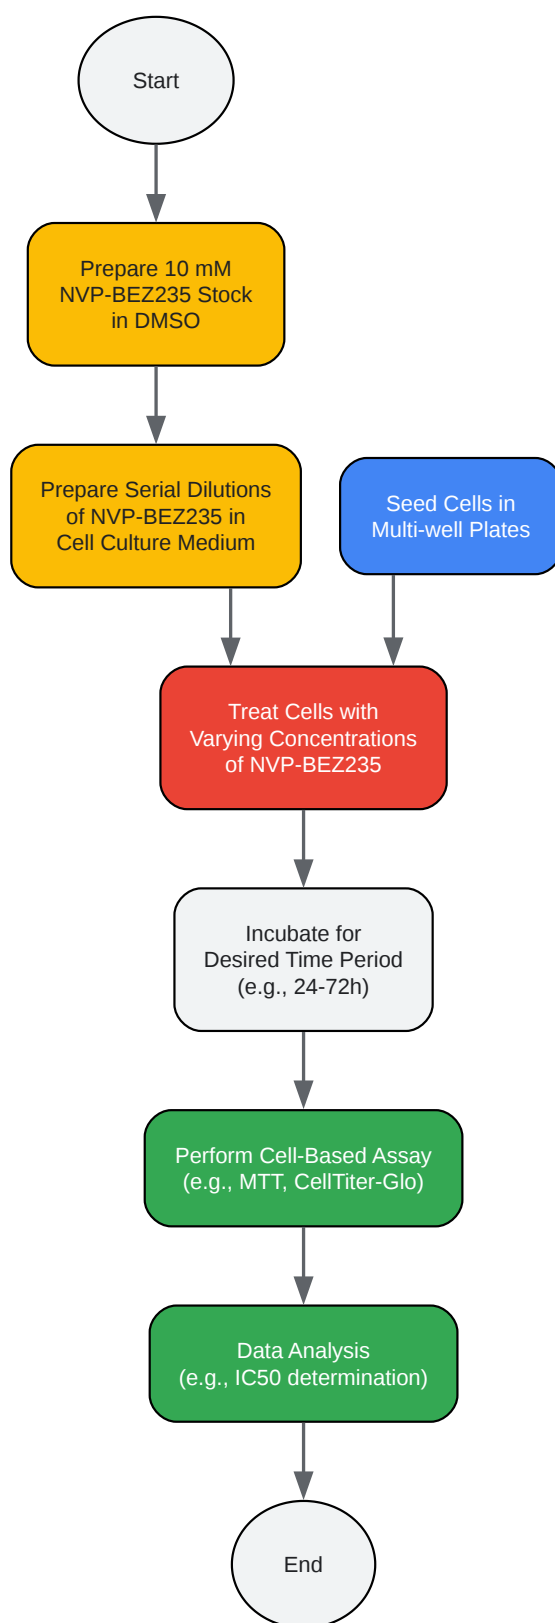 Start
Prepare 10 mM
NVP-BEZ235 Stock
in DMSO
Prepare Serial Dilutions
of NVP-BEZ235 in
Cell Culture Medium
Seed Cells in
Multi-well Plates
Treat Cells with
Varying Concentrations
of NVP-BEZ235
Incubate for
Desired Time Period
(e.g., 24-72h)
Perform Cell-Based Assay
(e.g., MTT, CellTiter-Glo)
Data Analysis
(e.g., IC50 determination)
End